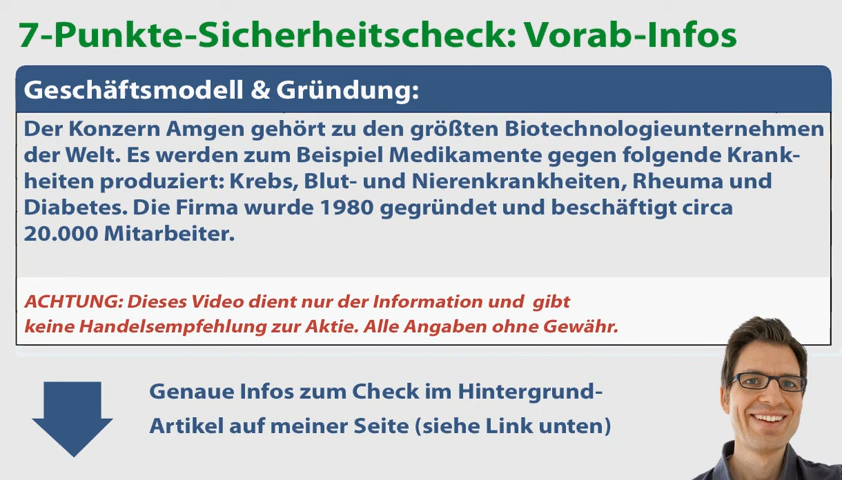 7-Punkte-Sicherheitscheck: Vorab-Infos
Geschäftsmodell & Gründung:
Der Konzern Amgen gehört zu den größten Biotechnologieunternehmen
der Welt. Es werden zum Beispiel Medikamente gegen folgende Krank-
heiten produziert: Krebs, Blut- und Nierenkrankheiten, Rheuma und
Diabetes. Die Firma wurde 1980 gegründet und beschäftigt circa
20.000 Mitarbeiter.
ACHTUNG: Dieses Video dient nur der Information und gibt
keine Handelsempfehlung zur Aktie. Alle Angaben ohne Gewähr.
Genaue Infos zum Check im Hintergrund-
Artikel auf meiner Seite (siehe Link unten)